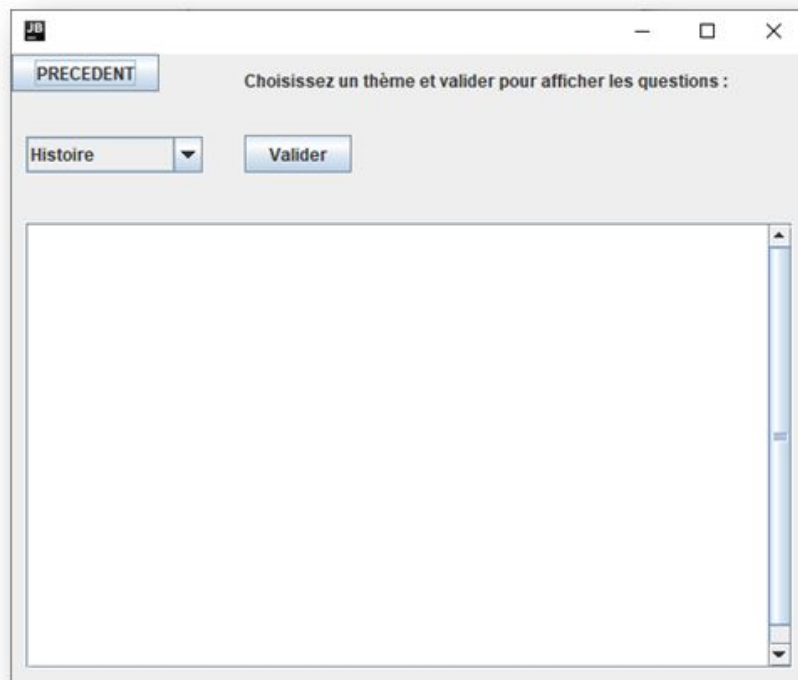 JB
PRECEDENT
Choisissez un thème et valider pour afficher les questions :
Histoire
Valider